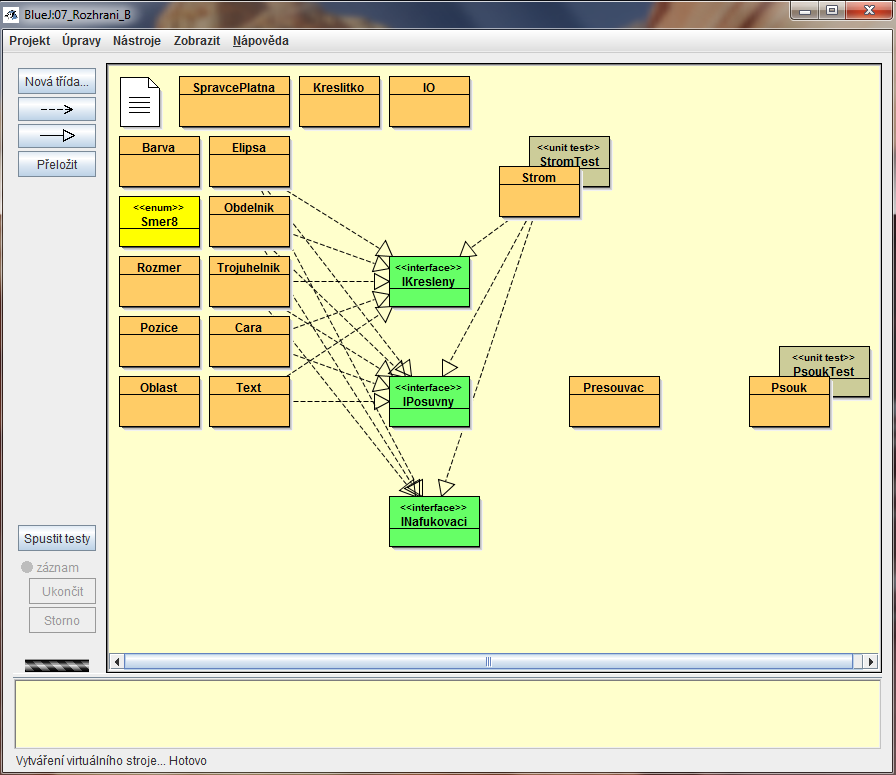 BlueJ:07_Rozhrani_B
Projekt Úpravy Nástroje Zobrazit Nápověda
Nová třída...
Přeložit
SpravcePlatna
Kreslitko
IO
Barva
Elipsa
<<unit test>>
StromTest
Strom
<<enum>>
Smer8
Obdelnik
Rozmer
Trojuhelnik
<<interface>>
IKresleny
Pozice
Cara
<<unit test>>
PsoukTest
Oblast
Text
<<interface>>
IPosuvny
Presouvac
Psouk
<<interface>>
INafukovaci
Spustit testy
záznam
Ukončit
Storno
Vytváření virtuálního stroje... Hotovo